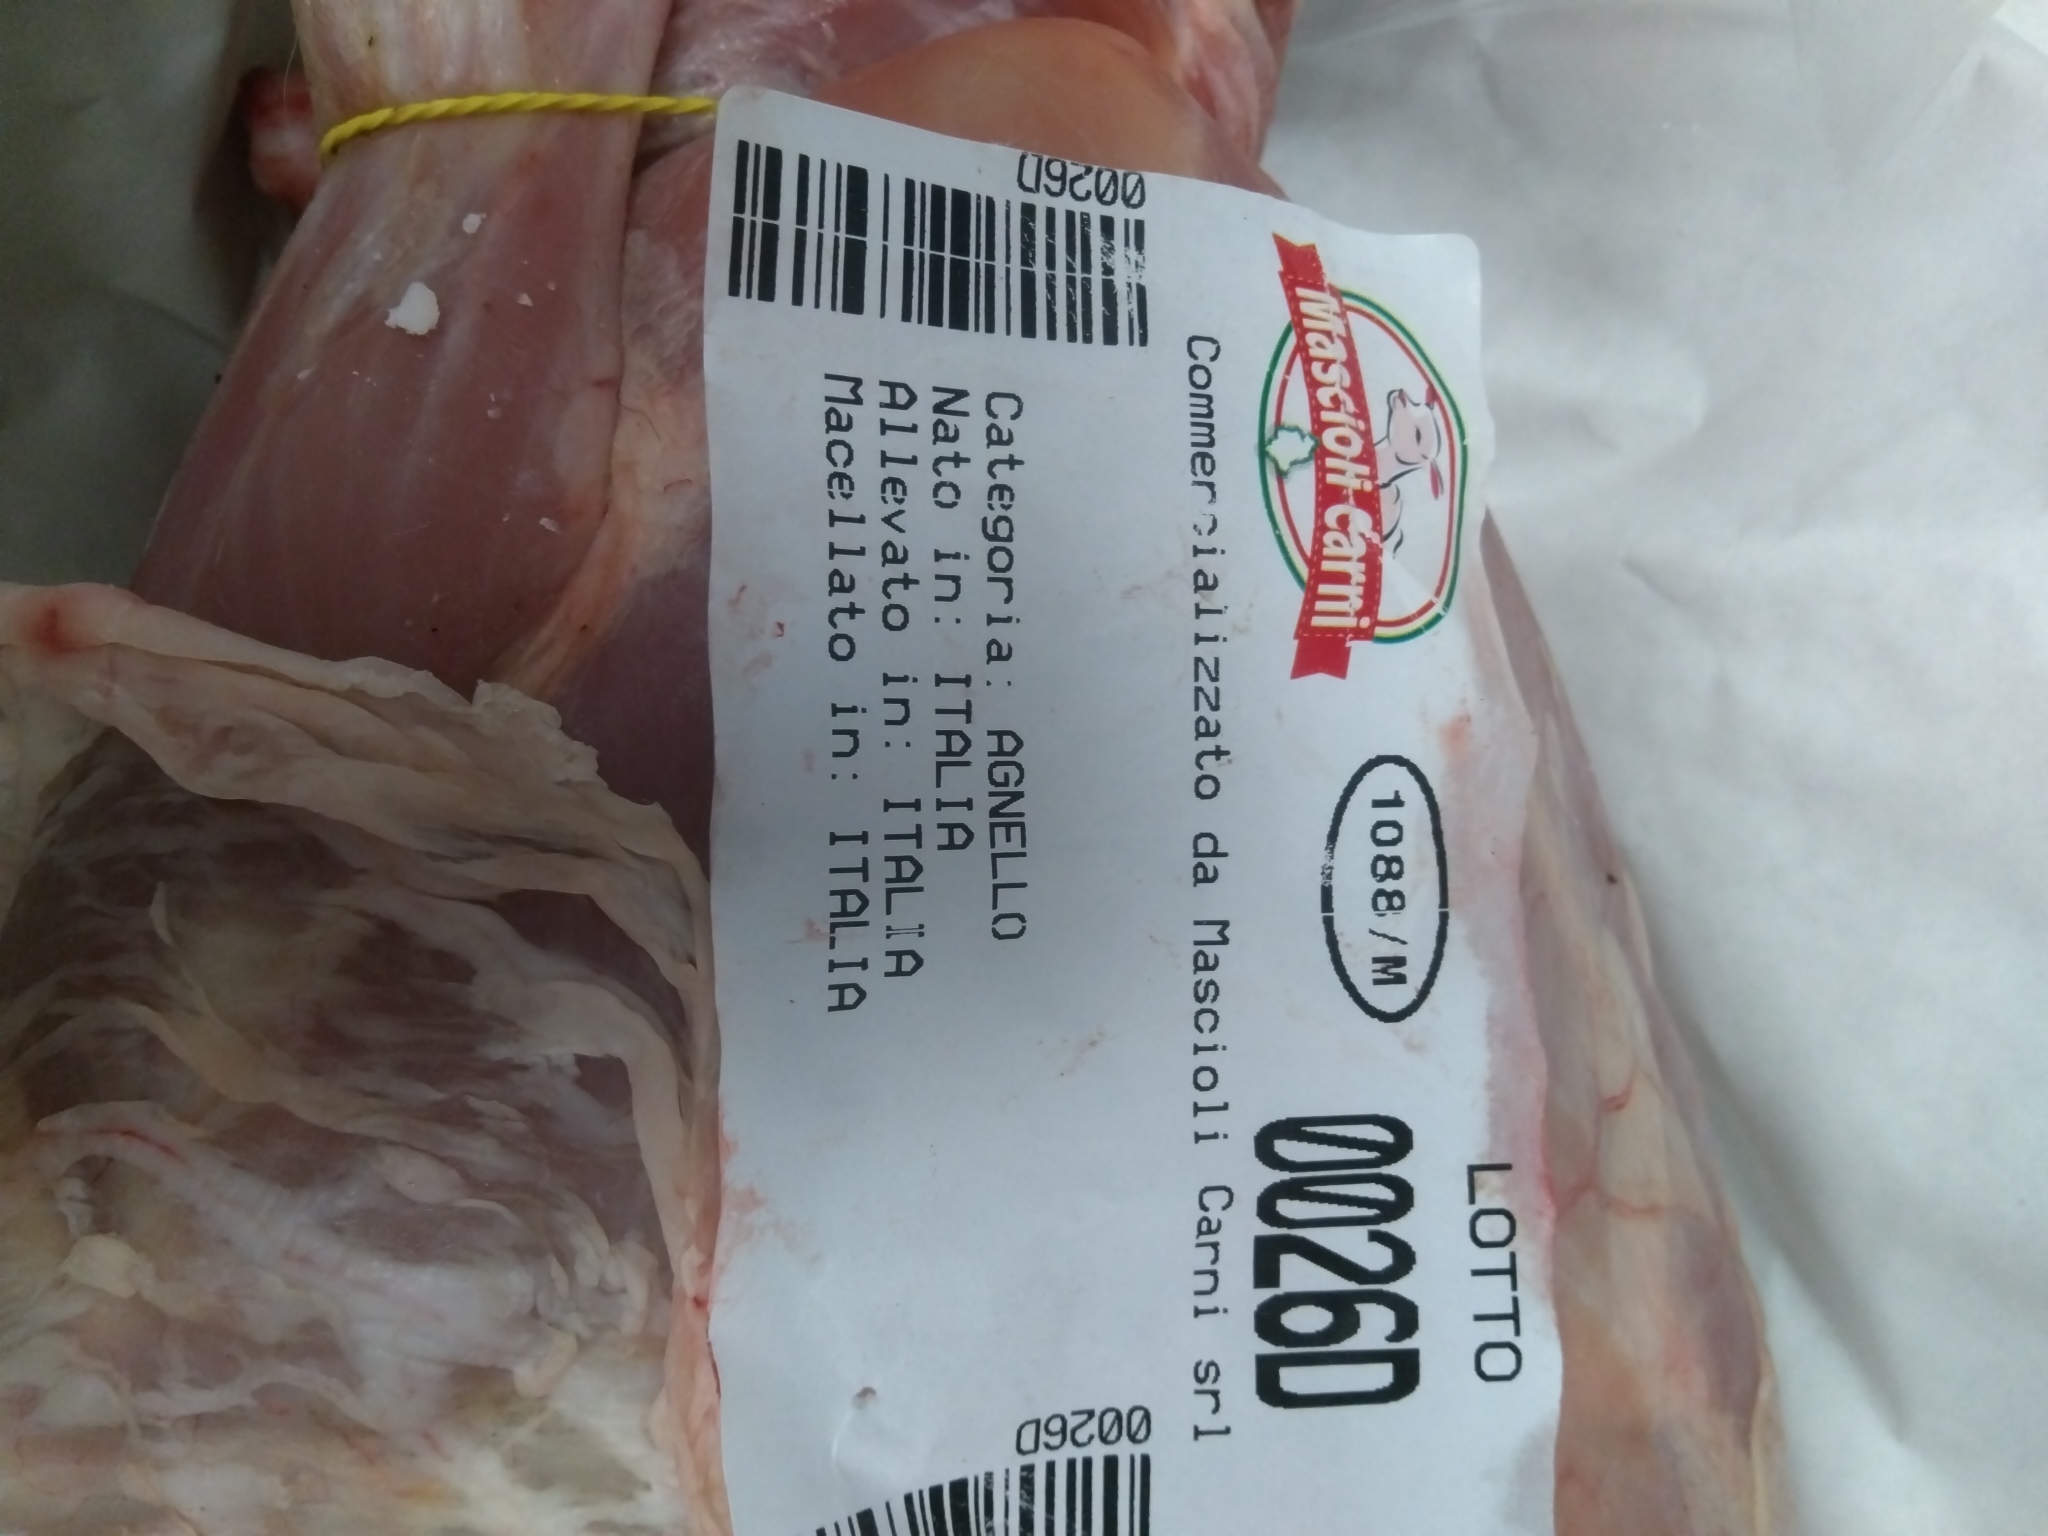 LOTTO
Mascioli Carni
1088/M
0026D
Commercializzato da Mascioli Carni srl
0026D
0026D
Categoria: AGNELLO
Nato in: ITALIA
Allevato in: ITALIA
Macellato in: ITALIA